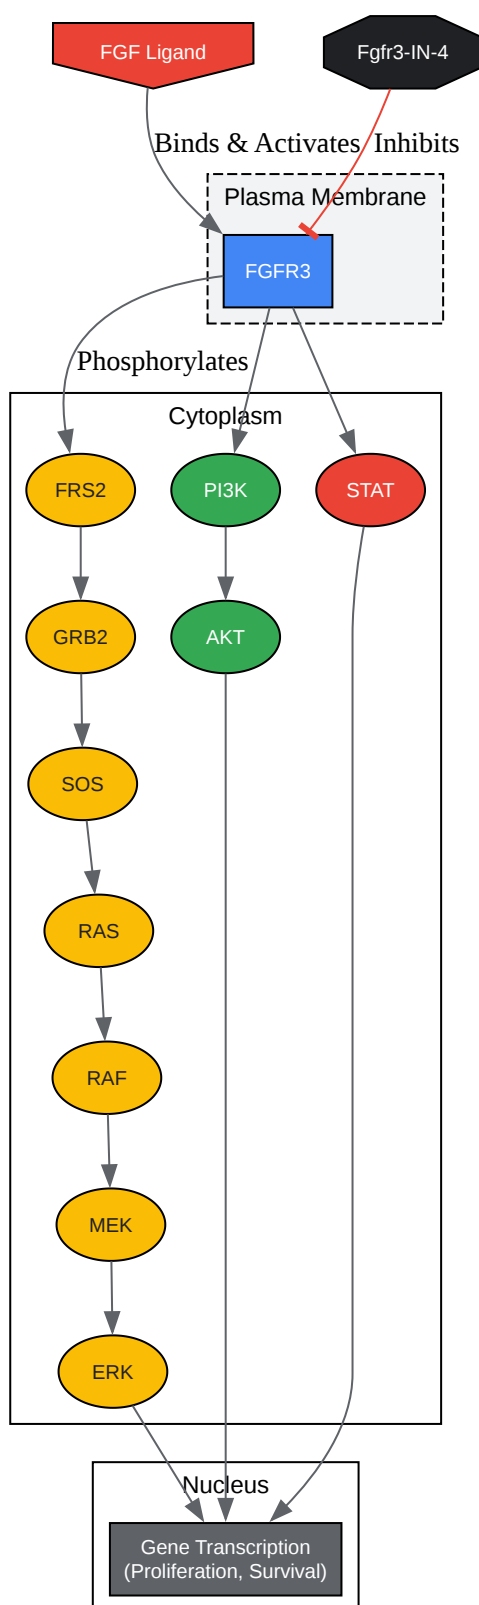 FGF Ligand
Fgfr3-IN-4
Binds & Activates
Inhibits
Plasma Membrane
FGFR3
Phosphorylates
Cytoplasm
FRS2
PI3K
STAT
GRB2
AKT
SOS
RAS
RAF
MEK
ERK
Nucleus
Gene Transcription
(Proliferation, Survival)